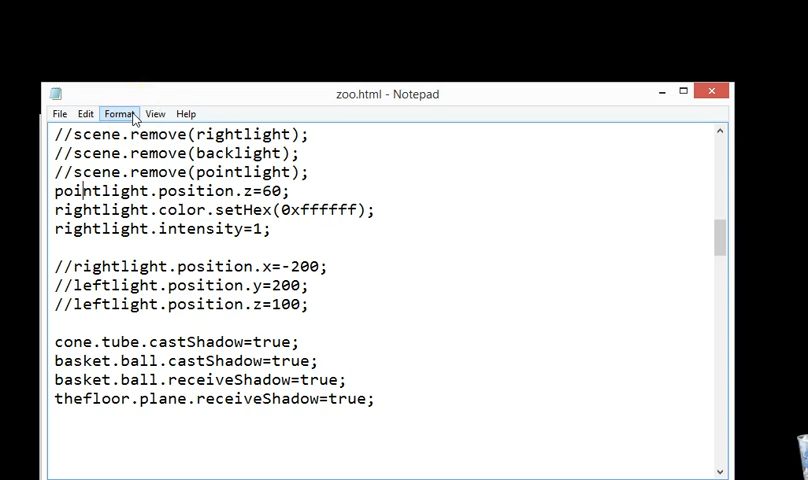 zoo.html - Notepad
File Edit Format View Help
//scene.remove(rightlight);
//scene.remove(backlight);
//scene.remove(pointlight);
pointlight.position.z=60;
rightlight.color.setHex(0xffffff);
rightlight.intensity=1;
//rightlight.position.x=-200;
//leftlight.position.y=200;
//leftlight.position.z=100;
cone.tube.castShadow=true;
basket.ball.castShadow=true;
basket.ball.receiveShadow=true;
thefloor.plane.receiveShadow=true;